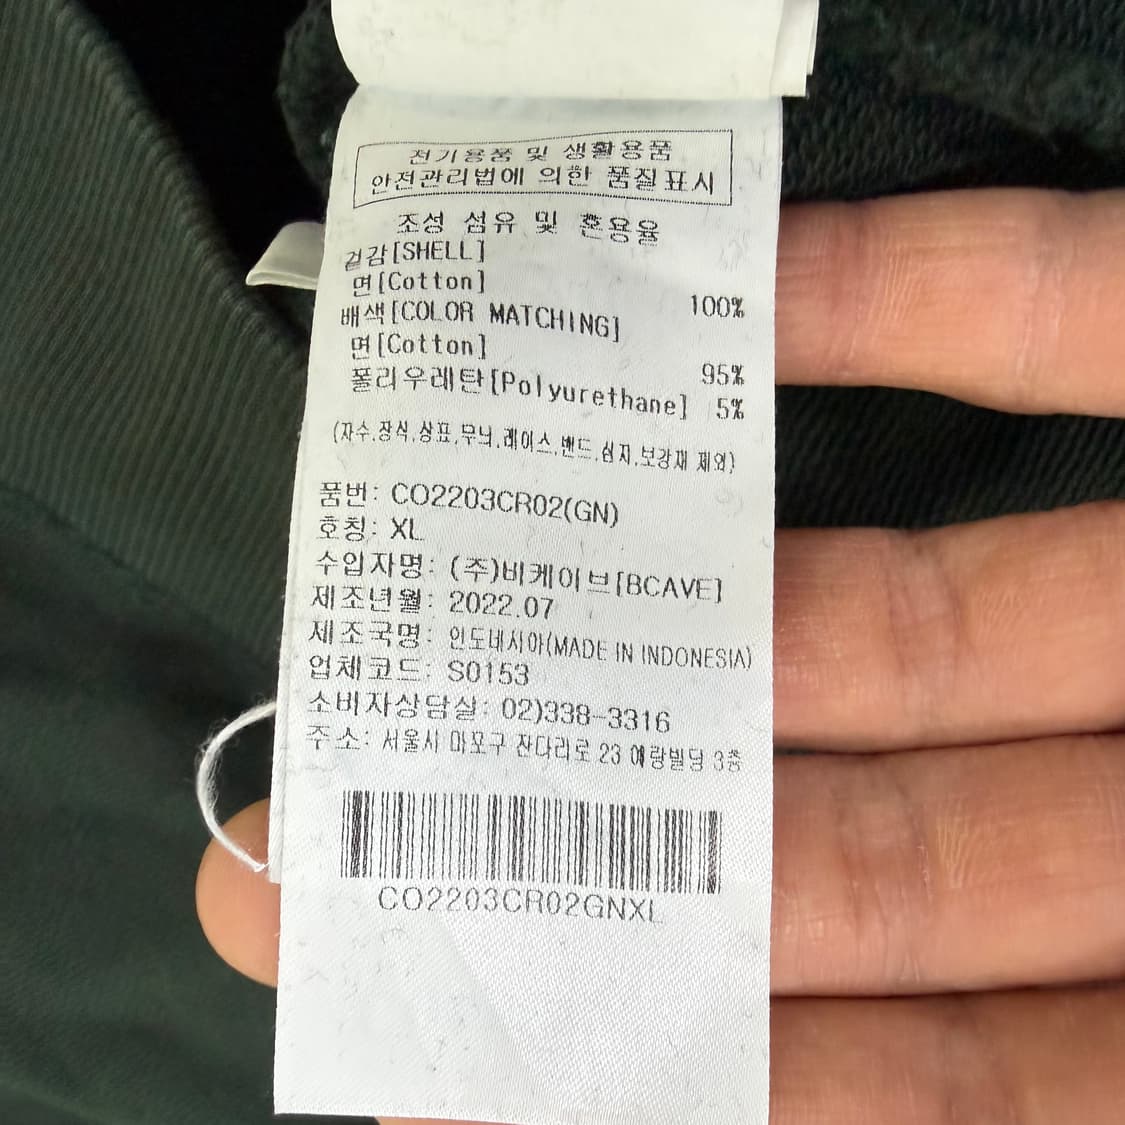 전기용품 및 생활용품
안전관리법에 의한 품질표시
조성 섬유 및 혼용율
겉감[SHELL]
면[Cotton] 100%
배색[COLOR MATCHING]
면[Cotton] 95%
폴리우레탄[Polyurethane] 5%
(자수,장식,상표,무늬,레이스,밴드,심지,보강재 제외)
품번: CO2203CR02(GN)
호칭: XL
수입자명: (주)비케이브[BCAVE]
제조년월: 2022.07
제조국명: 인도네시아(MADE IN INDONESIA)
업체코드: S0153
소비자상담실: 02)338-3316
주소: 서울시 마포구 잔다리로 23 예랑빌딩 3층
CO2203CR02GNXL